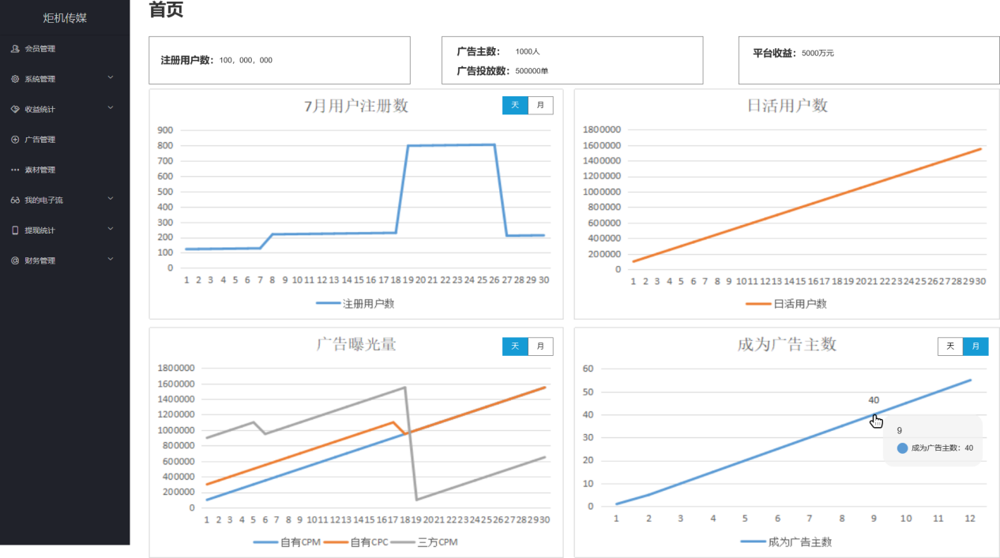 炬机传媒
会员管理
系统管理
收益统计
广告管理
素材管理
我的电子流
提现统计
财务管理
首页
注册用户数：100，000，000
广告主数： 1000人
广告投放数：500000单
平台收益：5000万元
7月用户注册数
天 月
900
800
700
600
500
400
300
200
100
0
1 2 3 4 5 6 7 8 9 10 11 12 13 14 15 16 17 18 19 20 21 22 23 24 25 26 27 28 29 30
注册用户数
日活用户数
1800000
1600000
1400000
1200000
1000000
800000
600000
400000
200000
0
1 2 3 4 5 6 7 8 9 10 11 12 13 14 15 16 17 18 19 20 21 22 23 24 25 26 27 28 29 30
日活用户数
广告曝光量
天 月
1800000
1600000
1400000
1200000
1000000
800000
600000
400000
200000
0
1 2 3 4 5 6 7 8 9 10 11 12 13 14 15 16 17 18 19 20 21 22 23 24 25 26 27 28 29 30
自有CPM 自有CPC 三方CPM
成为广告主数
天 月
60
50
40
30
20
10
0
40
9
成为广告主数：40
1 2 3 4 5 6 7 8 9 10 11 12
成为广告主数